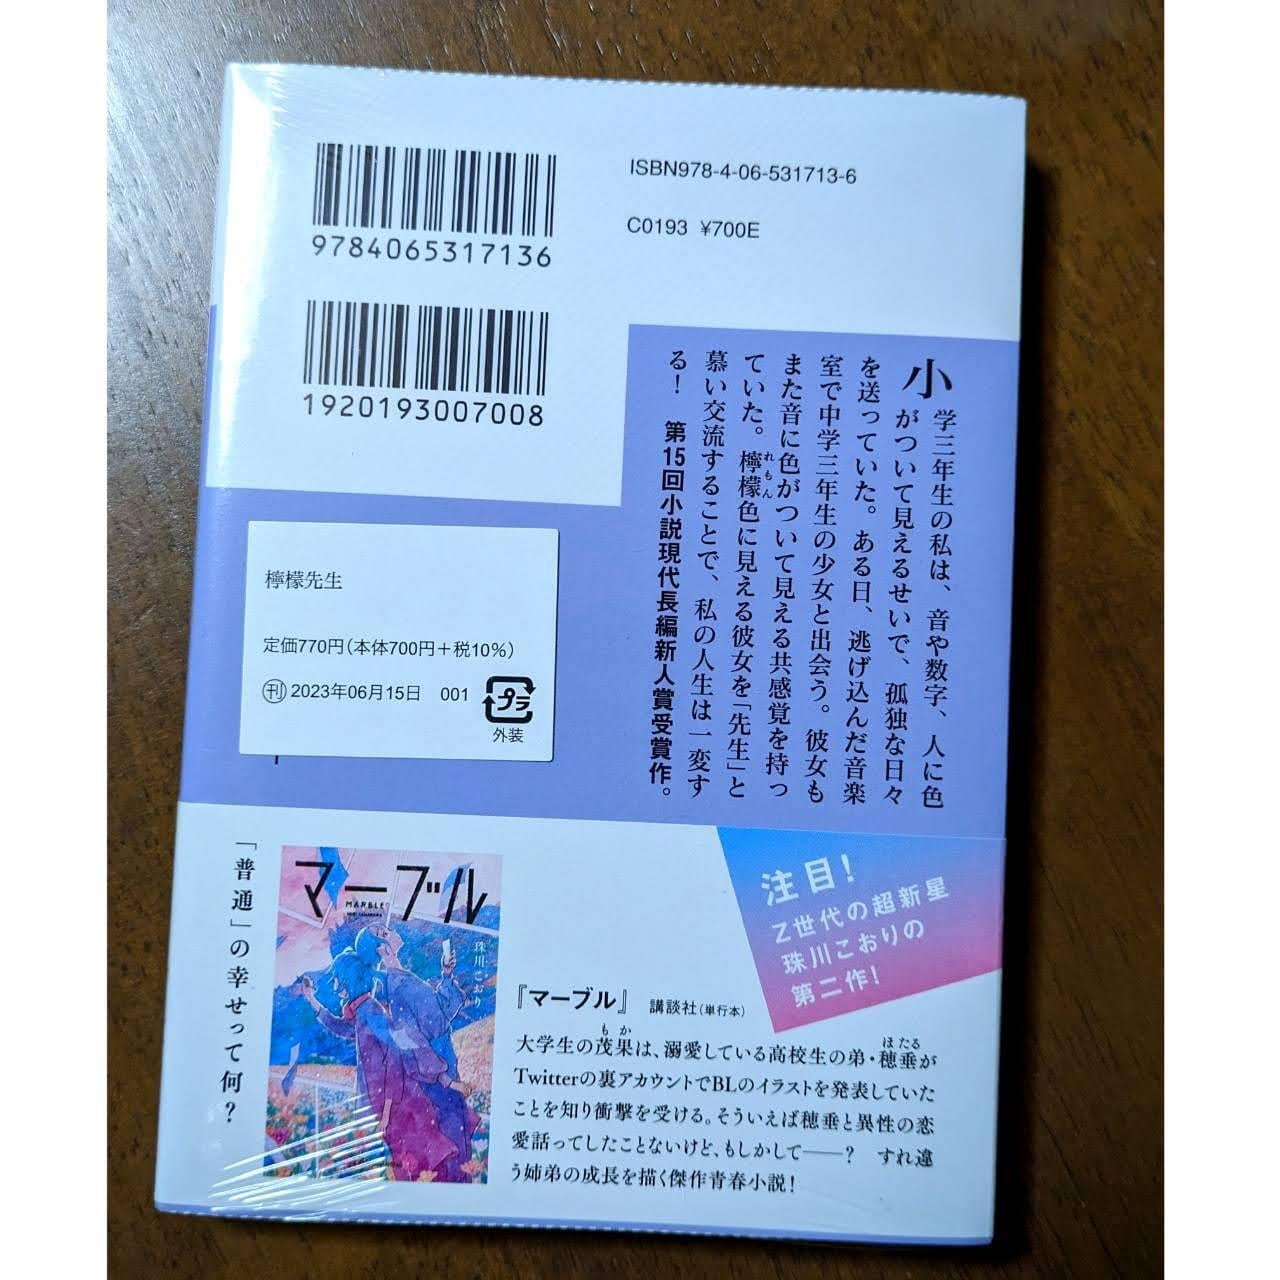 ISBN978-4-06-531713-6
C0193 ¥700E
9784065317136
1920193007008
小学三年生の私は、音や数字、人に色
がついて見えるせいで、孤独な日々
を送っていた。ある日、逃げ込んだ音楽
室で中学三年生の少女と出会う。彼女も
また音に色がついて見える共感覚を持っ
ていた。檸檬色に見える彼女を「先生」と
れもん
慕い交流することで、私の人生は一変す
る! 第15回小説現代長編新人賞受賞作。
檸檬先生
定価770円(本体700円+税10%)
刊 2023年06月15日 001
プラ
外装
注目!
Z世代の超新星
珠川こおりの
第二作!
「普通」の幸せって何?
マーブル
MARBLE
珠川こおり
『マーブル』 講談社(単行本)
もか ほたる
大学生の茂果は、溺愛している高校生の弟・穂垂が
Twitterの裏アカウントでBLのイラストを発表していた
ことを知り衝撃を受ける。そういえば穂垂と異性の恋
愛話ってしたことないけど、もしかして――? すれ違
う姉弟の成長を描く傑作青春小説!